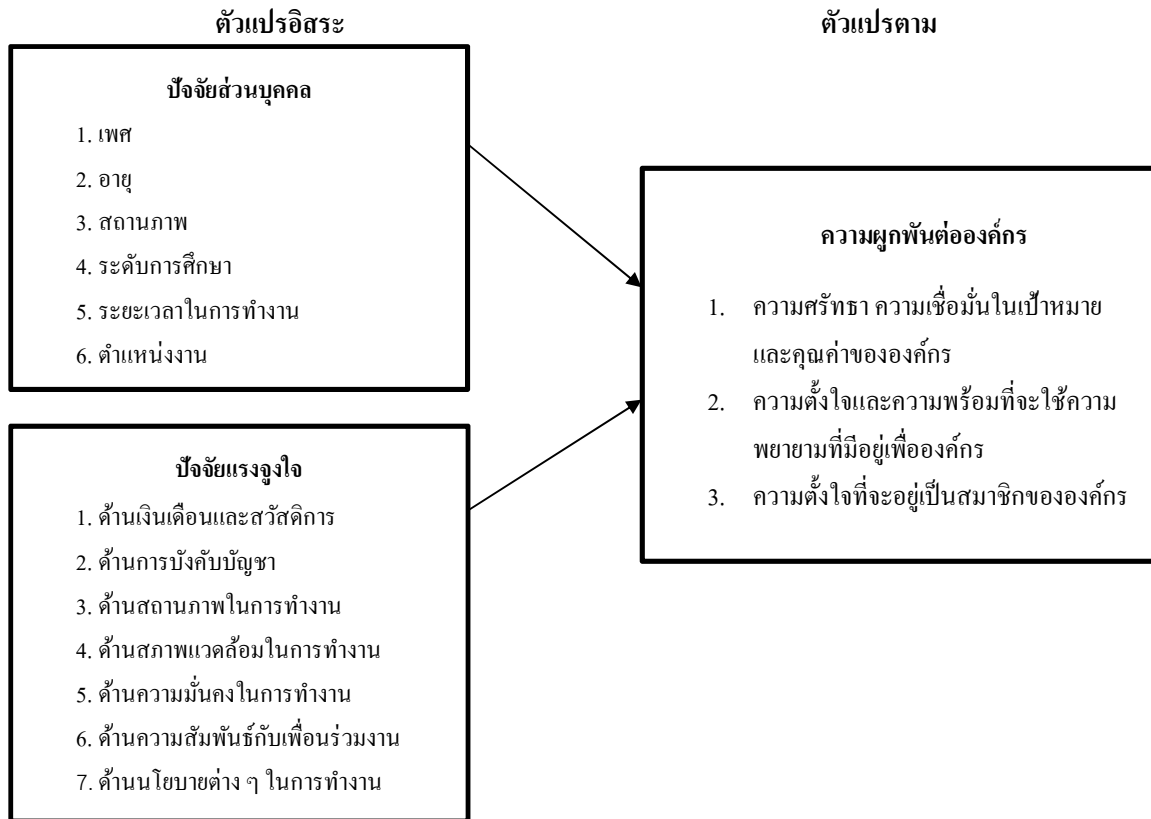 ตัวแปรอิสระ
ปัจจัยส่วนบุคคล
1. เพศ
2. อายุ
3. สถานภาพ
4. ระดับการศึกษา
5. ระยะเวลาในการทำงาน
6. ตำแหน่งงาน
ปัจจัยแรงจูงใจ
1. ด้านเงินเดือนและสวัสดิการ
2. ด้านการบังคับบัญชา
3. ด้านสถานภาพในการทำงาน
4. ด้านสภาพแวดล้อมในการทำงาน
5. ด้านความมั่นคงในการทำงาน
6. ด้านความสัมพันธ์กับเพื่อนร่วมงาน
7. ด้านนโยบายต่าง ๆ ในการทำงาน
ตัวแปรตาม
ความผูกพันต่อองค์กร
1. ความศรัทธา ความเชื่อมั่นในเป้าหมาย
และคุณค่าขององค์กร
2. ความตั้งใจและความพร้อมที่จะใช้ความ
พยายามที่มีอยู่เพื่อองค์กร
3. ความตั้งใจที่จะอยู่เป็นสมาชิกขององค์กร